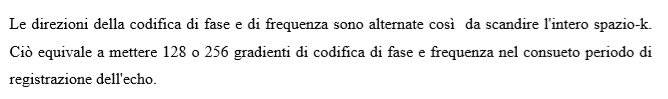 Le direzioni della codifica di fase e di frequenza sono alternate così  da scandire l'intero spazio-k.
Ciò equivale a mettere 128 o 256 gradienti di codifica di fase e frequenza nel consueto periodo di
registrazione dell'echo.